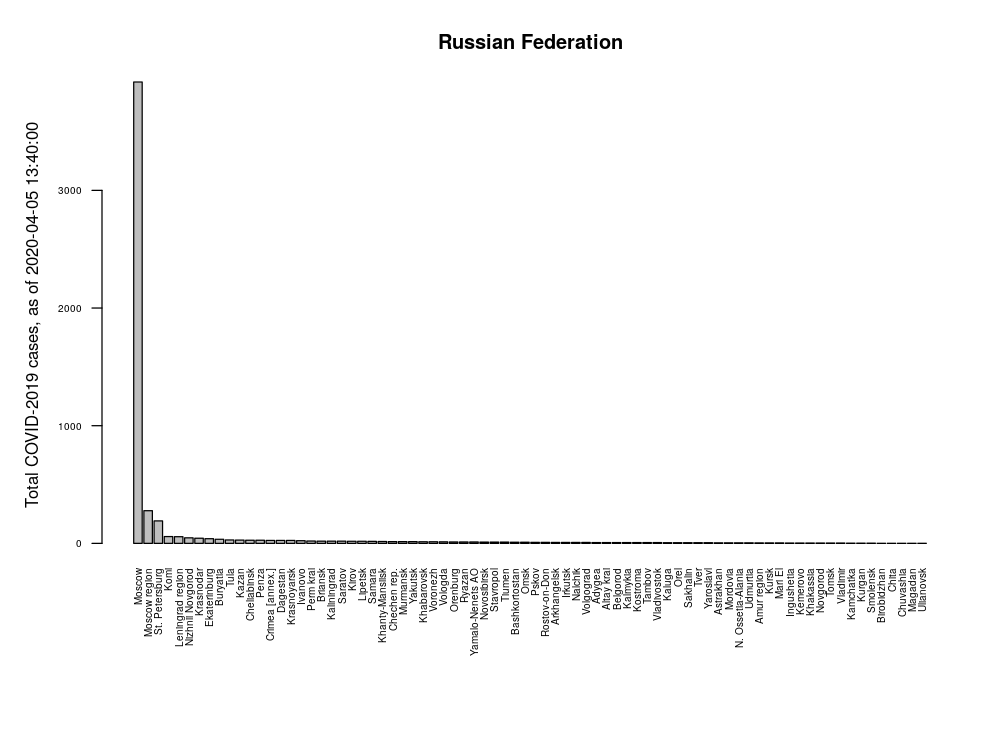 Russian Federation
Total COVID-2019 cases, as of 2020-04-05 13:40:00
3000
2000
1000
0
Moscow
Moscow region
St. Petersburg
Komi
Leningrad region
Nizhnii Novgorod
Krasnodar
Ekaterinburg
Buryatia
Tula
Kazan
Cheliabinsk
Penza
Crimea [annex.]
Dagestan
Krasnoyarsk
Ivanovo
Perm krai
Briansk
Kaliningrad
Saratov
Kirov
Lipetsk
Samara
Khanty-Mansiisk
Chechen rep.
Murmansk
Yakutsk
Khabarovsk
Voronezh
Vologda
Orenburg
Ryazan
Yamalo-Nenets AO
Novosibirsk
Stavropol
Tiumen
Bashkortostan
Omsk
Pskov
Rostov-on-Don
Arkhangelsk
Irkutsk
Nalchik
Volgograd
Adygea
Altay krai
Belgorod
Kalmykia
Kostroma
Tambov
Vladivostok
Kaluga
Orel
Sakhalin
Tver
Yaroslavl
Astrakhan
Mordovia
N. Ossetia-Alania
Udmurtia
Amur region
Kursk
Mari El
Ingushetia
Kemerovo
Khakassia
Novgorod
Tomsk
Vladimir
Kamchatka
Kurgan
Smolensk
Birobidzhan
Chita
Chuvashia
Magadan
Ulianovsk